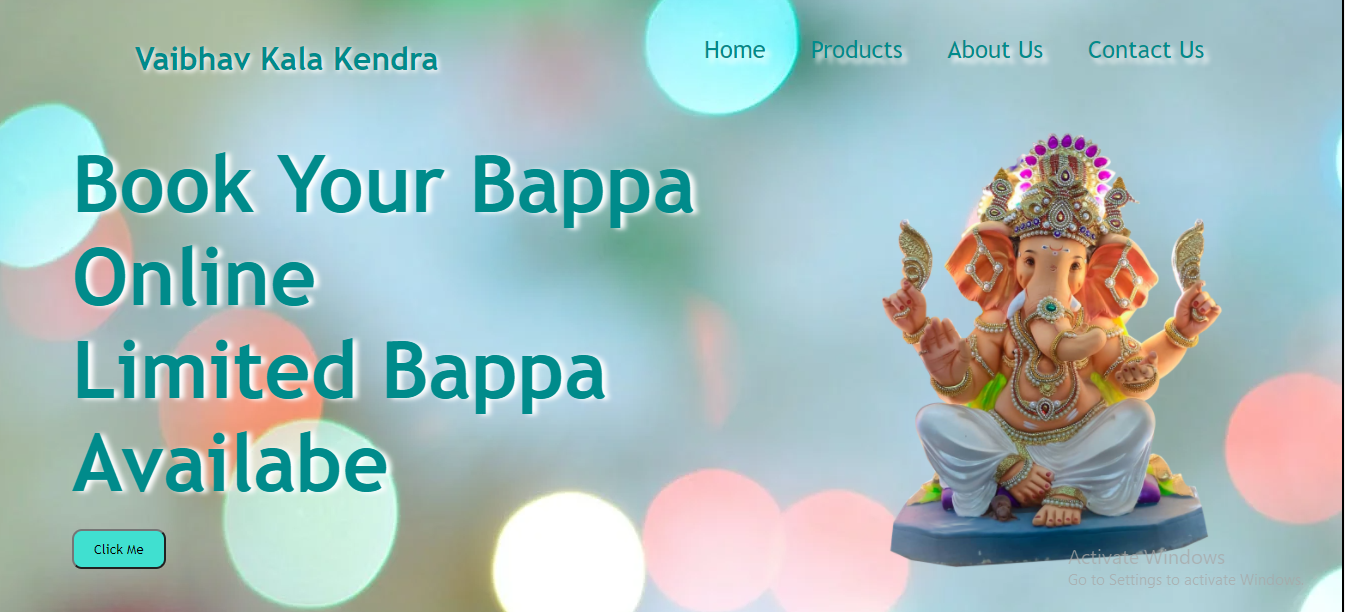 Vaibhav Kala Kendra
Home Products About Us Contact Us
Book Your Bappa
Online
Limited Bappa
Availabe
Click Me
Activate Windows
Go to Settings to activate Windows.